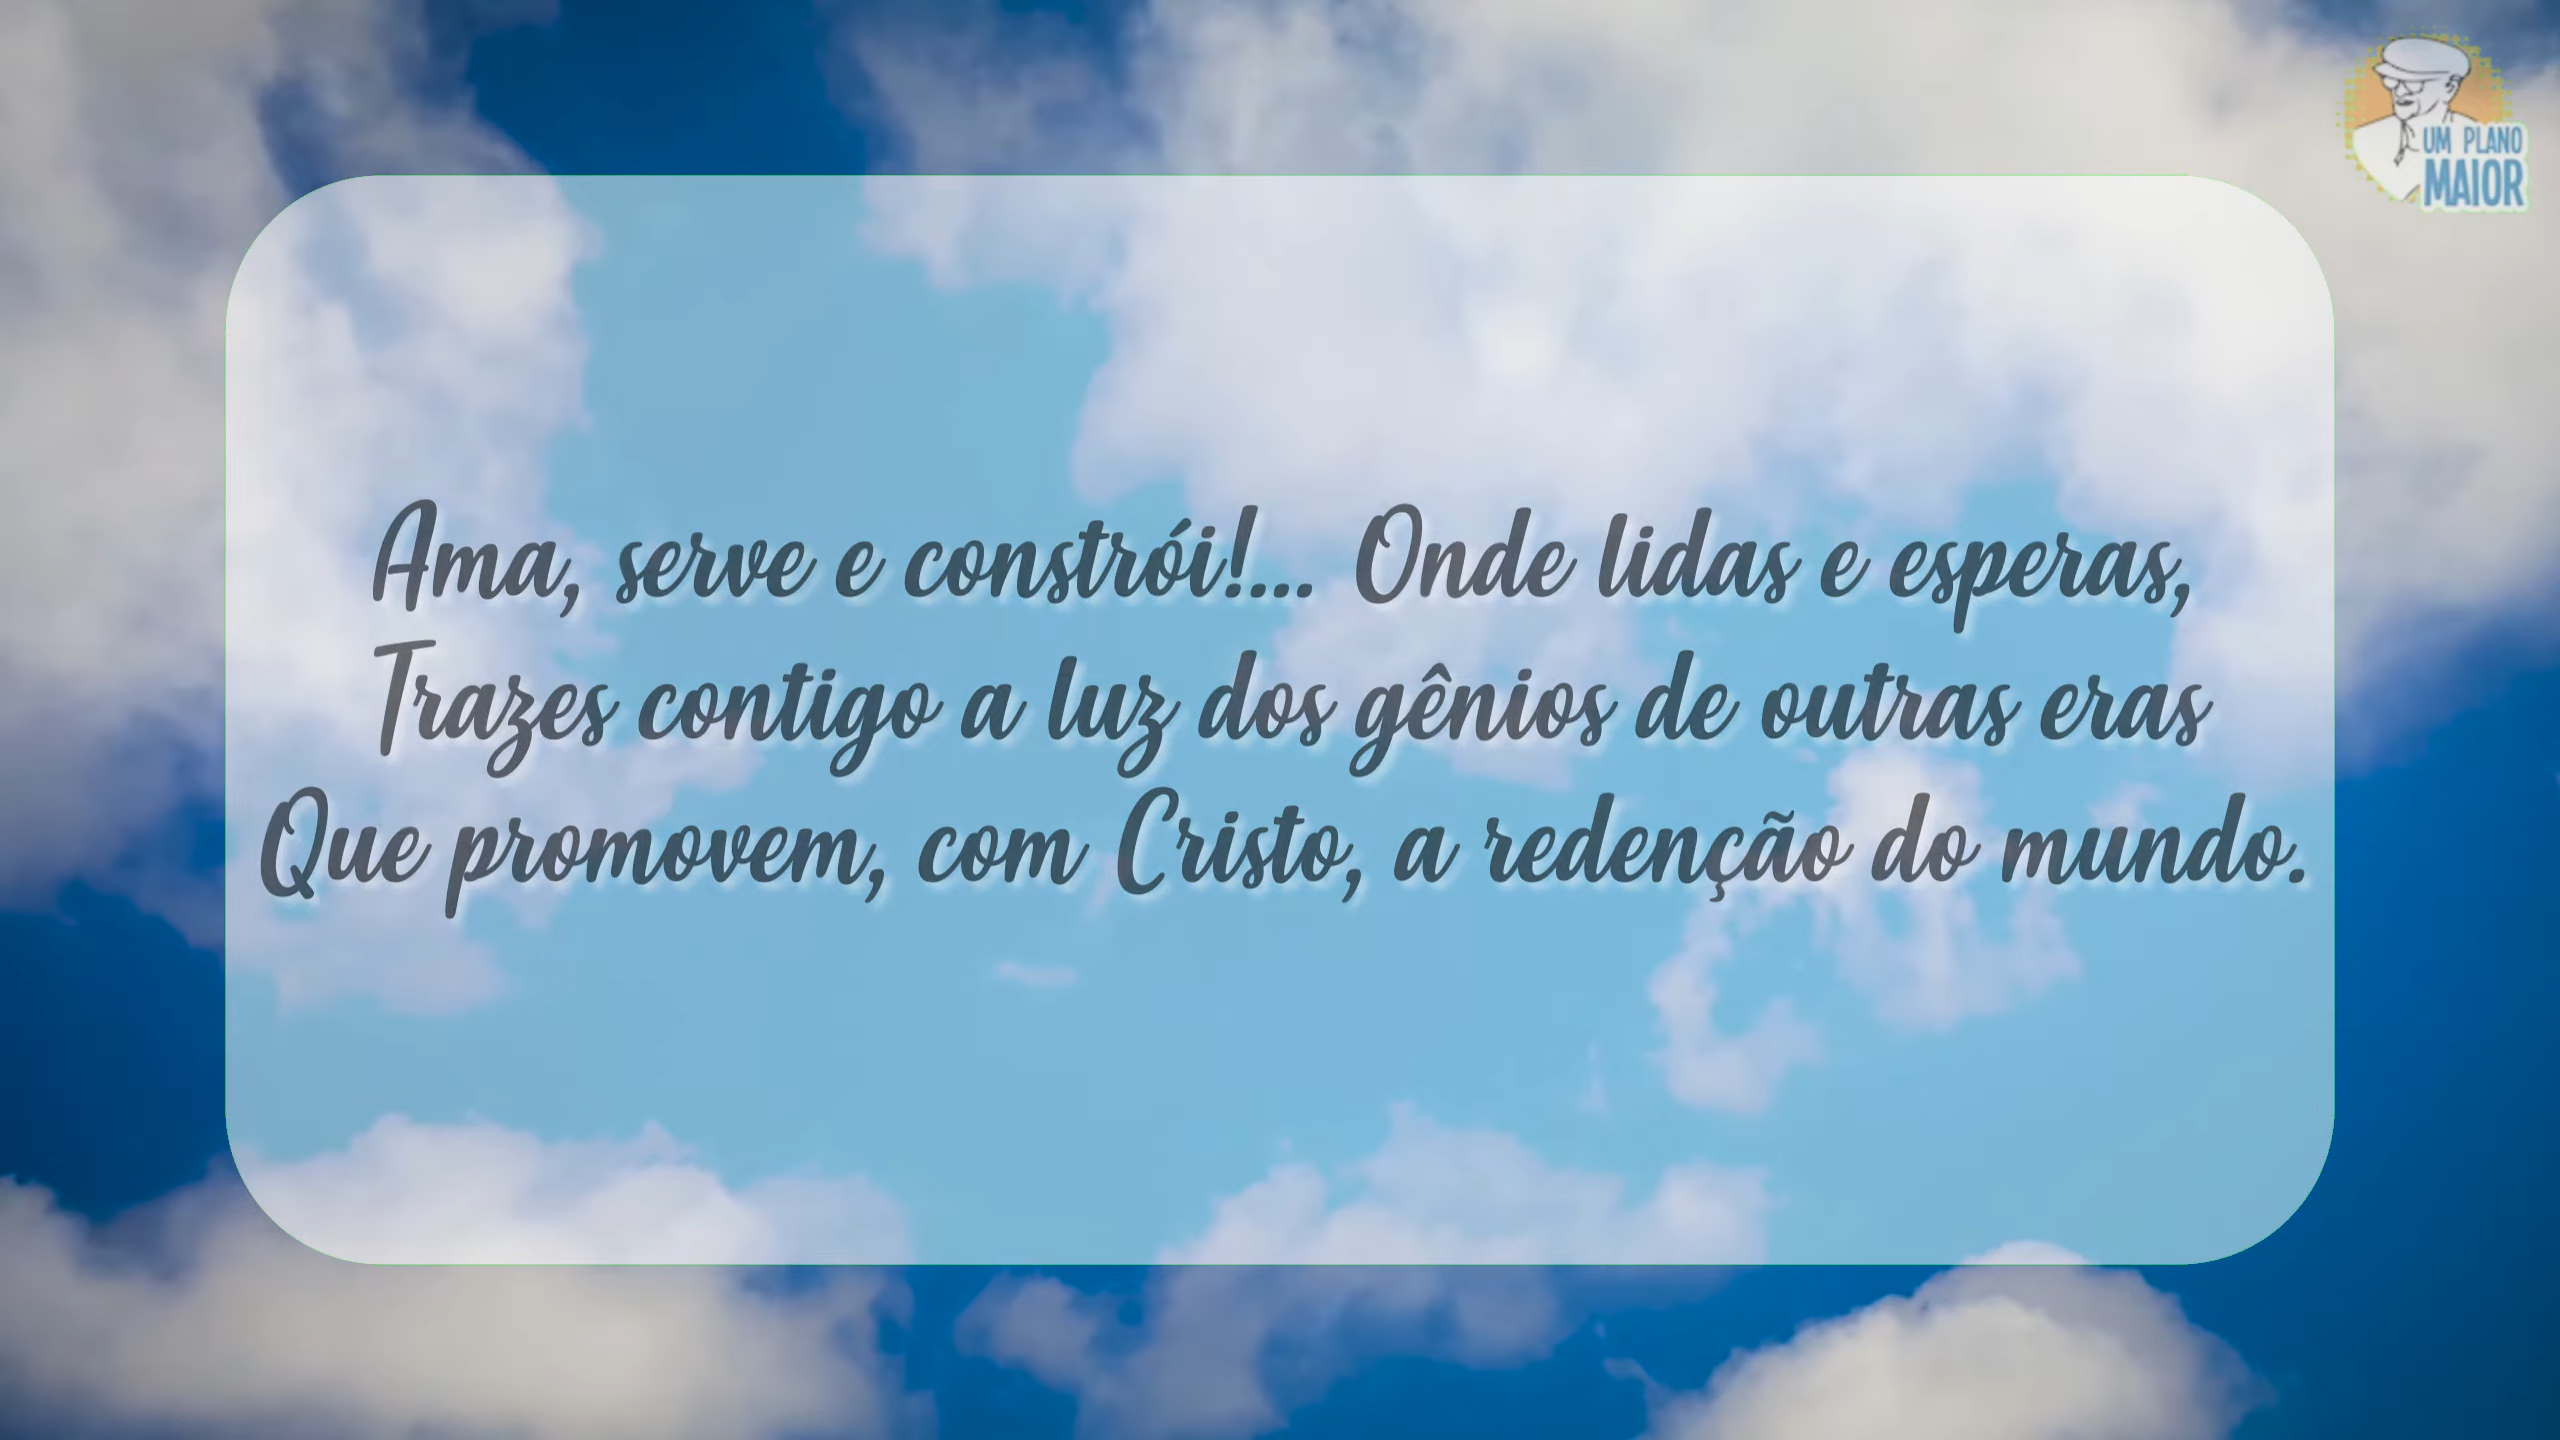 UM PLANO
MAIOR
Ama, serve e constrói!... Onde lidas e esperas,
Trazes contigo a luz dos gênios de outras eras
Que promovem, com Cristo, a redenção do mundo.